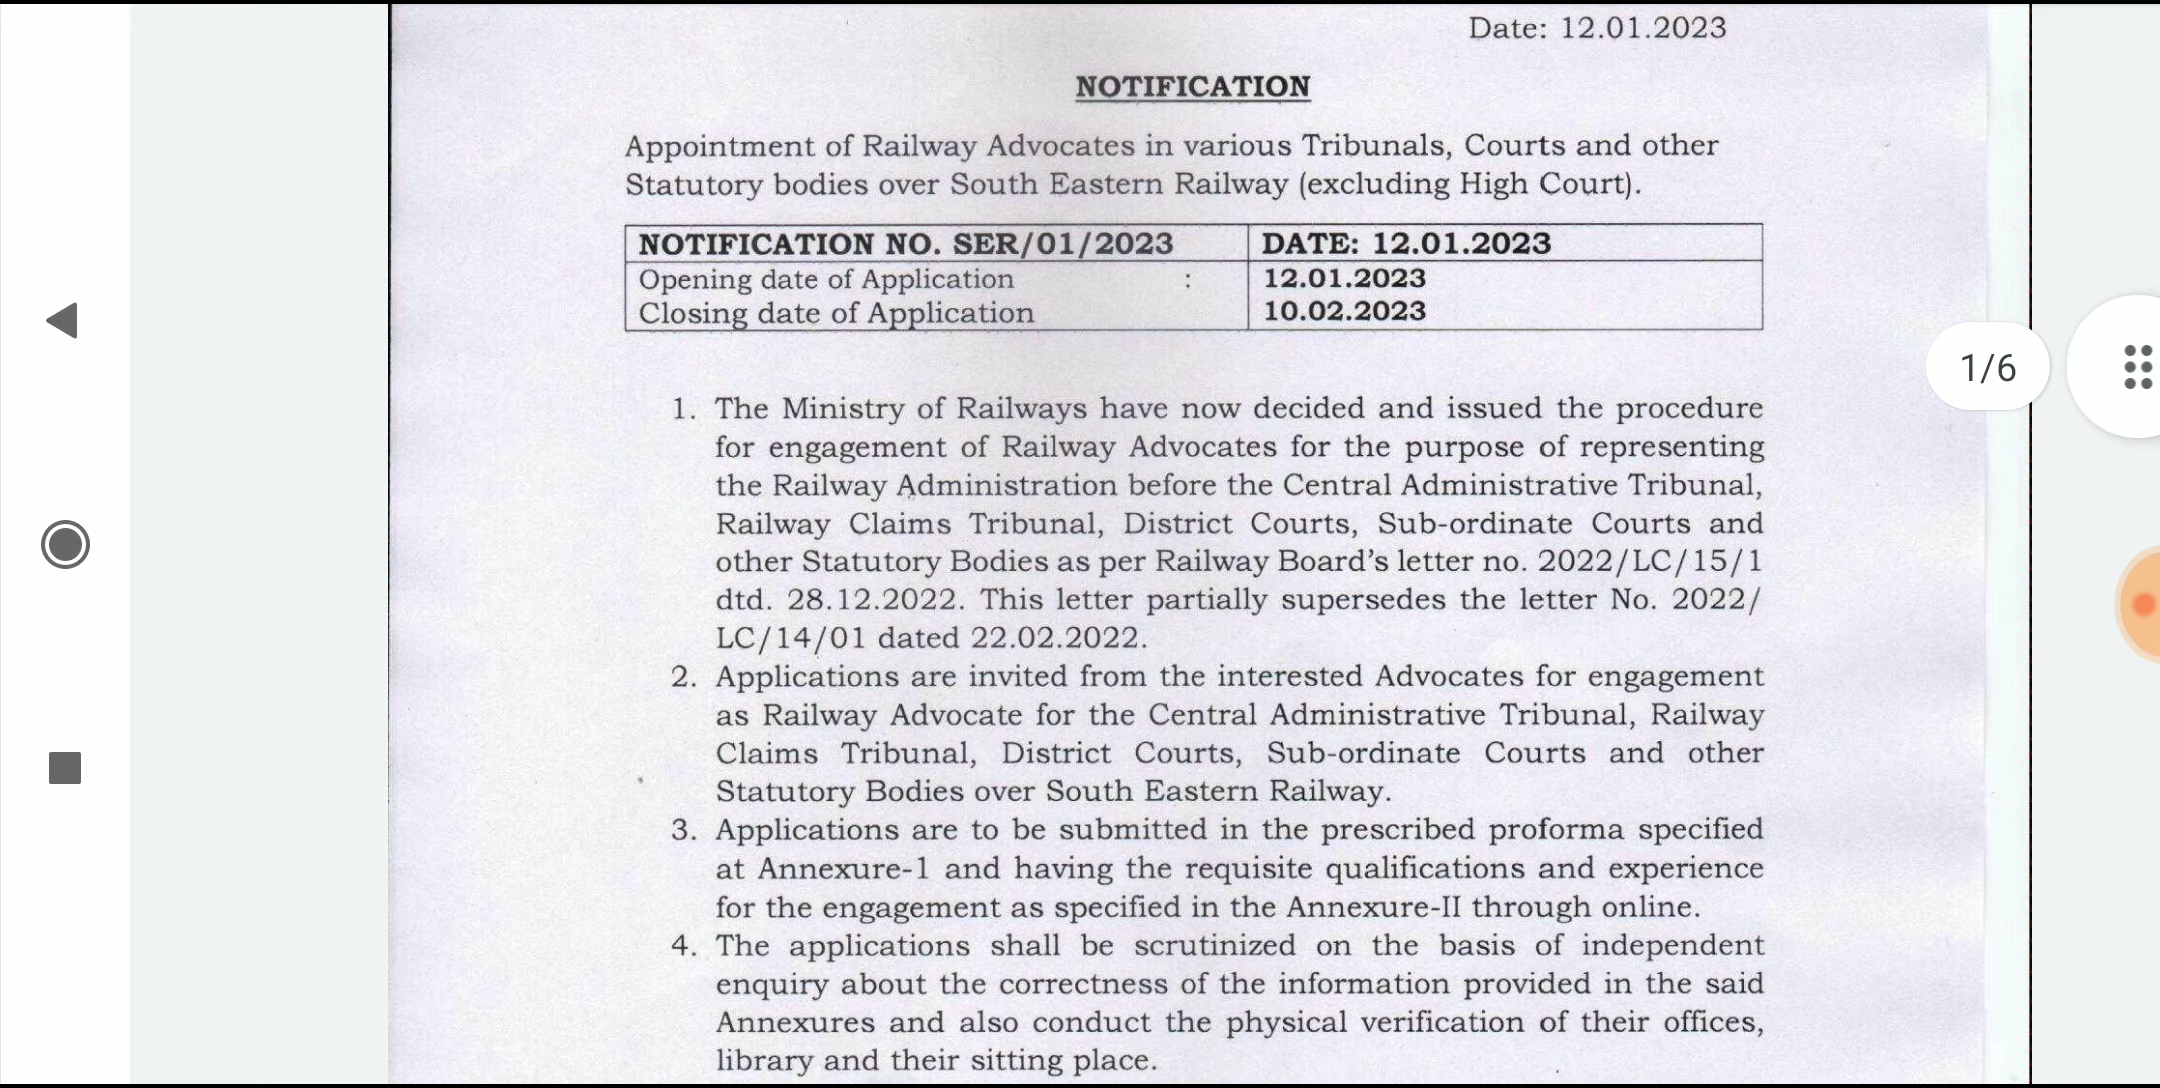 Date: 12.01.2023
NOTIFICATION
Appointment of Railway Advocates in various Tribunals, Courts and other
Statutory bodies over South Eastern Railway (excluding High Court).
NOTIFICATION NO. SER/01/2023 DATE: 12.01.2023
Opening date of Application : 12.01.2023
Closing date of Application 10.02.2023
1/6
1. The Ministry of Railways have now decided and issued the procedure
for engagement of Railway Advocates for the purpose of representing
the Railway Administration before the Central Administrative Tribunal,
Railway Claims Tribunal, District Courts, Sub-ordinate Courts and
other Statutory Bodies as per Railway Board's letter no. 2022/LC/15/1
dtd. 28.12.2022. This letter partially supersedes the letter No. 2022/
LC/14/01 dated 22.02.2022.
2. Applications are invited from the interested Advocates for engagement
as Railway Advocate for the Central Administrative Tribunal, Railway
Claims Tribunal, District Courts, Sub-ordinate Courts and other
Statutory Bodies over South Eastern Railway.
3. Applications are to be submitted in the prescribed proforma specified
at Annexure-1 and having the requisite qualifications and experience
for the engagement as specified in the Annexure-II through online.
4. The applications shall be scrutinized on the basis of independent
enquiry about the correctness of the information provided in the said
Annexures and also conduct the physical verification of their offices,
library and their sitting place.